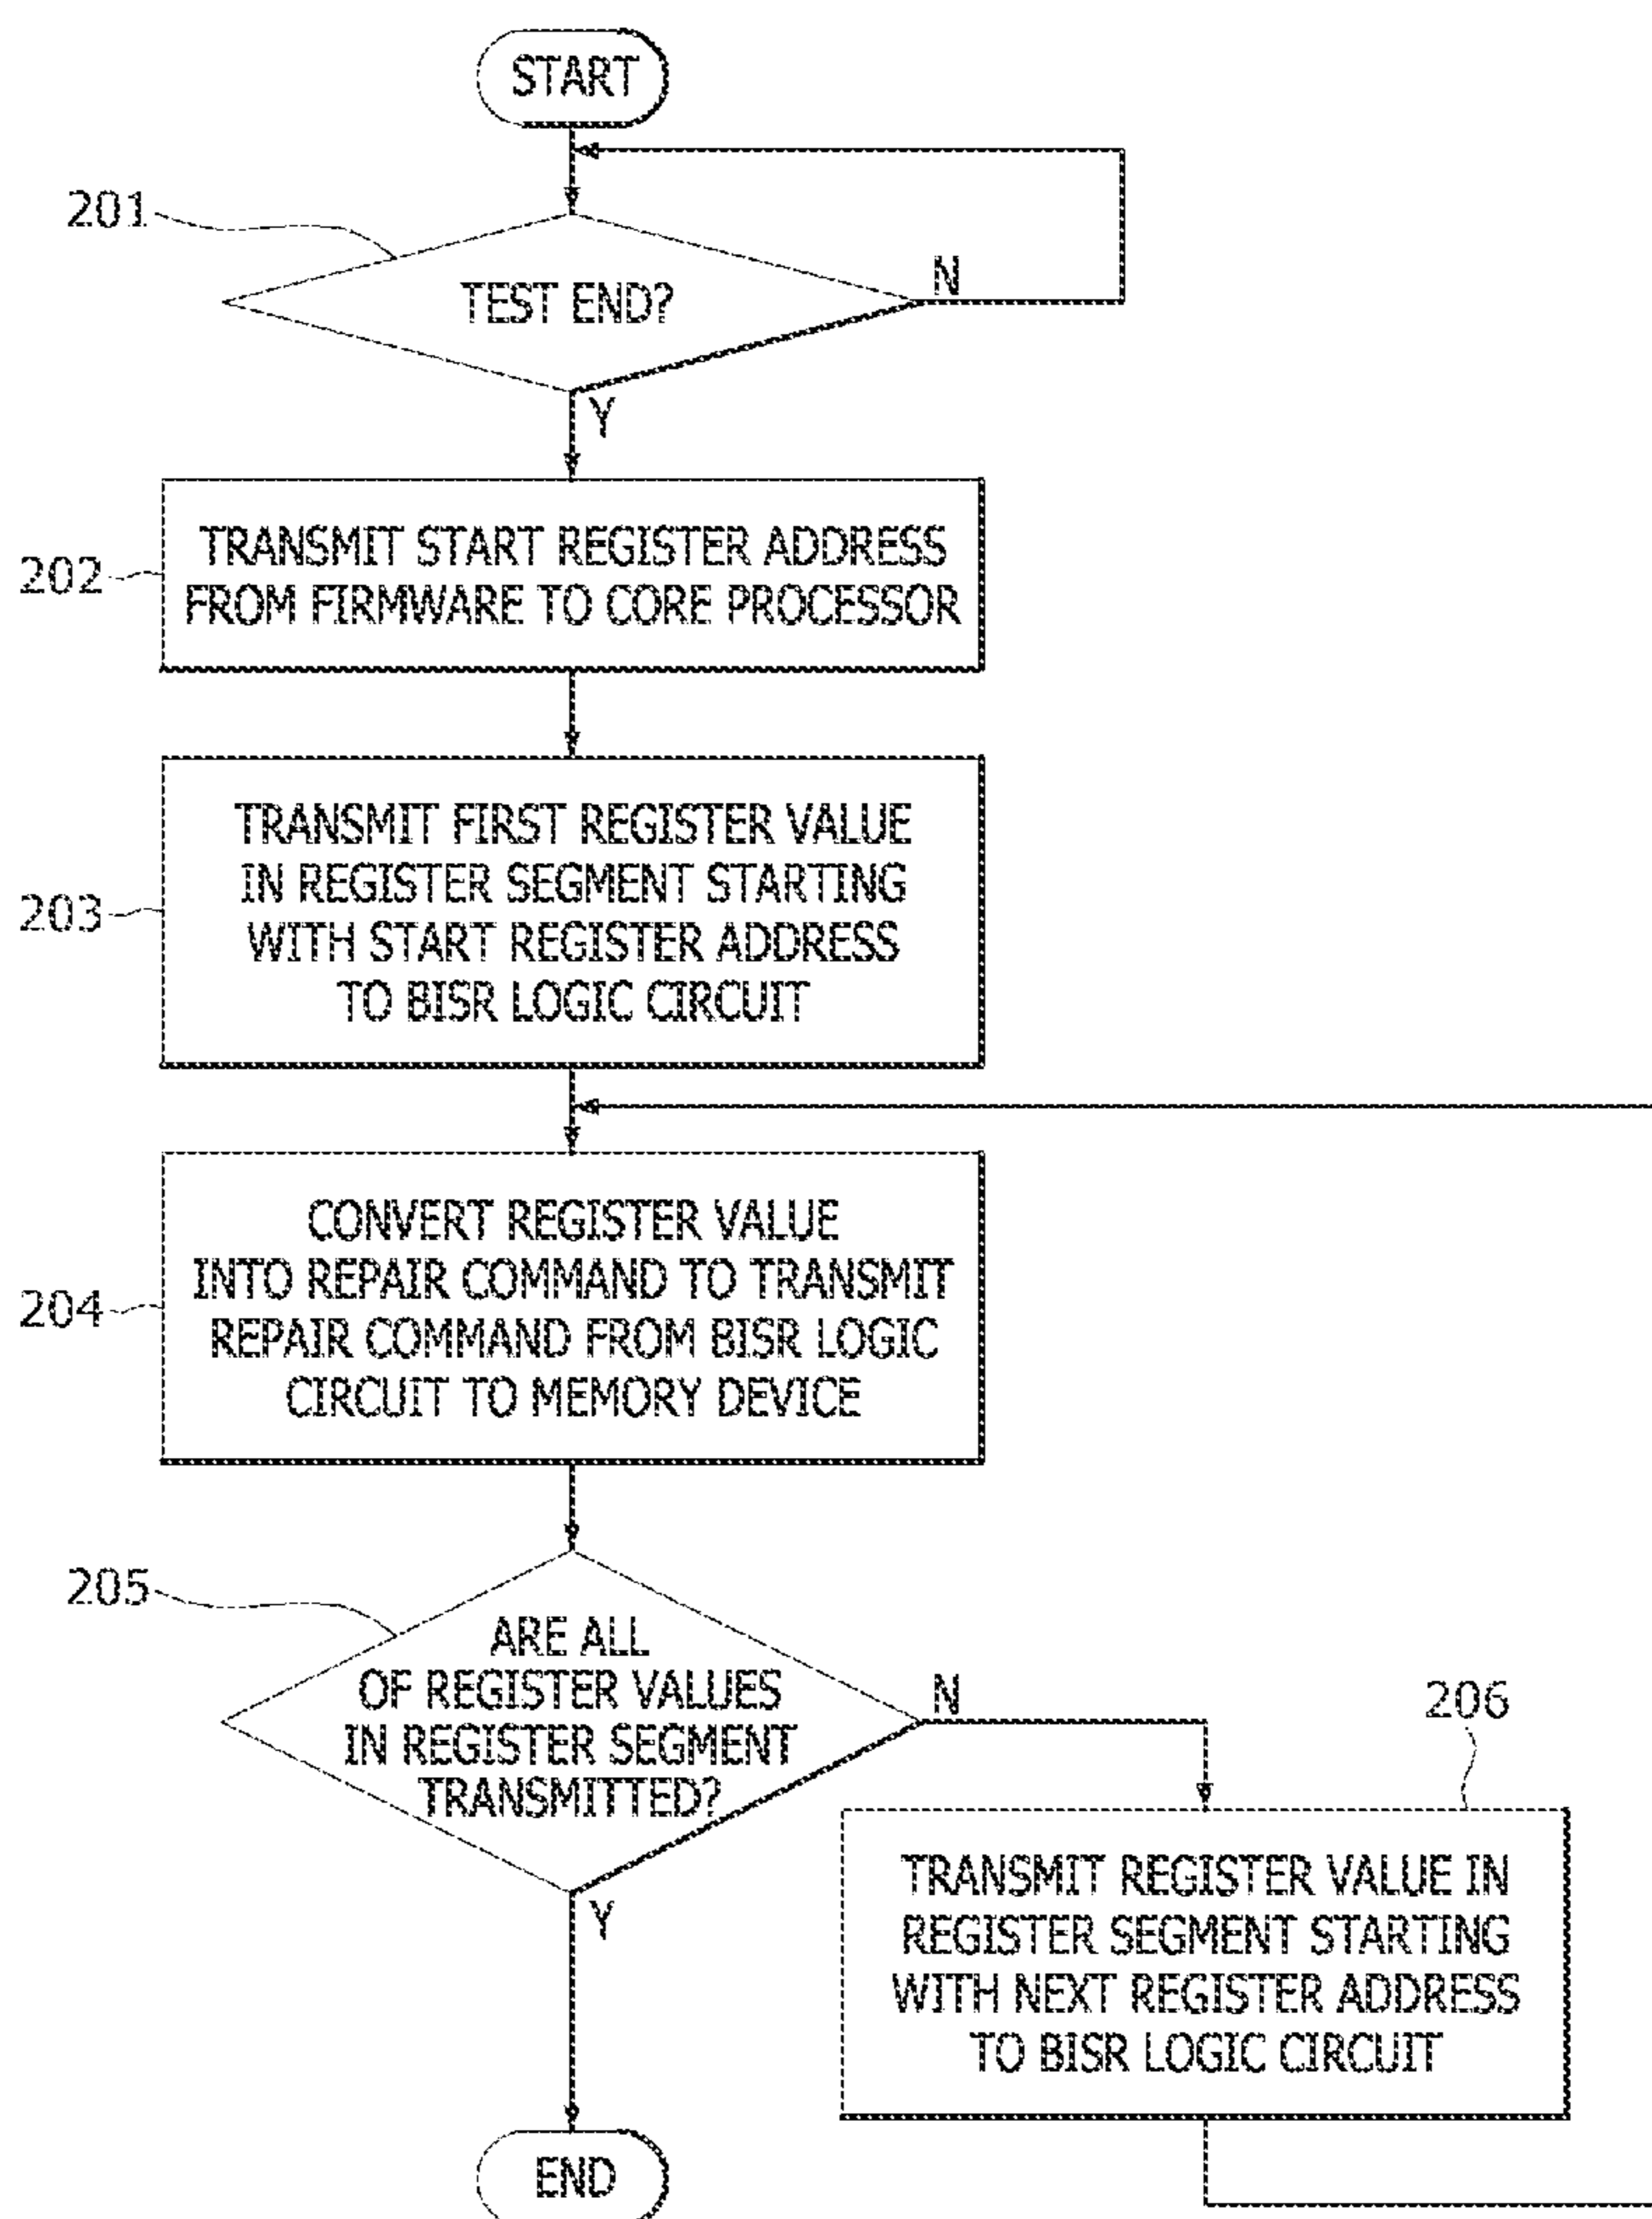 START
201
TEST END?
N
Y
202
TRANSMIT START REGISTER ADDRESS
FROM FIRMWARE TO CORE PROCESSOR
203
TRANSMIT FIRST REGISTER VALUE
IN REGISTER SEGMENT STARTING
WITH START REGISTER ADDRESS
TO BISR LOGIC CIRCUIT
204
CONVERT REGISTER VALUE
INTO REPAIR COMMAND TO TRANSMIT
REPAIR COMMAND FROM BISR LOGIC
CIRCUIT TO MEMORY DEVICE
205
ARE ALL
OF REGISTER VALUES
IN REGISTER SEGMENT
TRANSMITTED?
N
Y
206
TRANSMIT REGISTER VALUE IN
REGISTER SEGMENT STARTING
WITH NEXT REGISTER ADDRESS
TO BISR LOGIC CIRCUIT
END